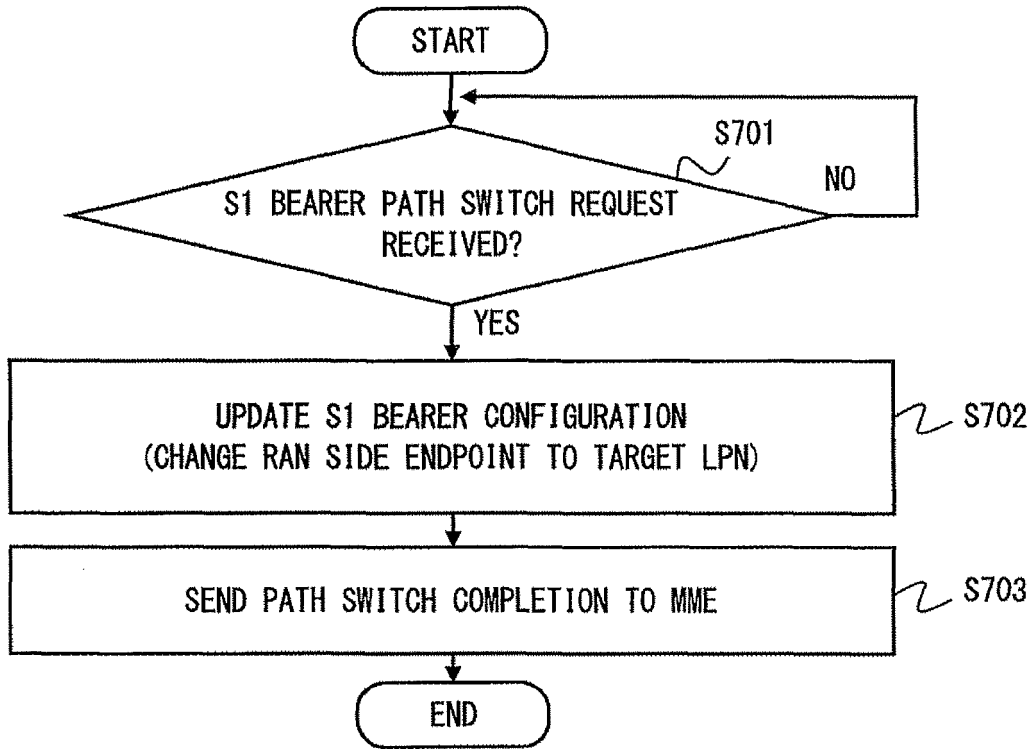 START
S701
NO
S1 BEARER PATH SWITCH REQUEST
RECEIVED?
YES
UPDATE S1 BEARER CONFIGURATION
(CHANGE RAN SIDE ENDPOINT TO TARGET LPN)
S702
SEND PATH SWITCH COMPLETION TO MME
S703
END